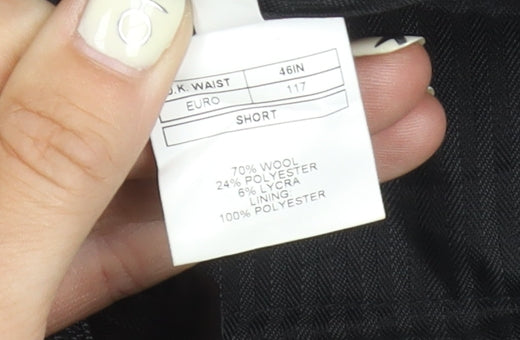 U.K. WAIST 46IN
EURO 117
SHORT
70% WOOL
24% POLYESTER
6% LYCRA
LINING:
100% POLYESTER